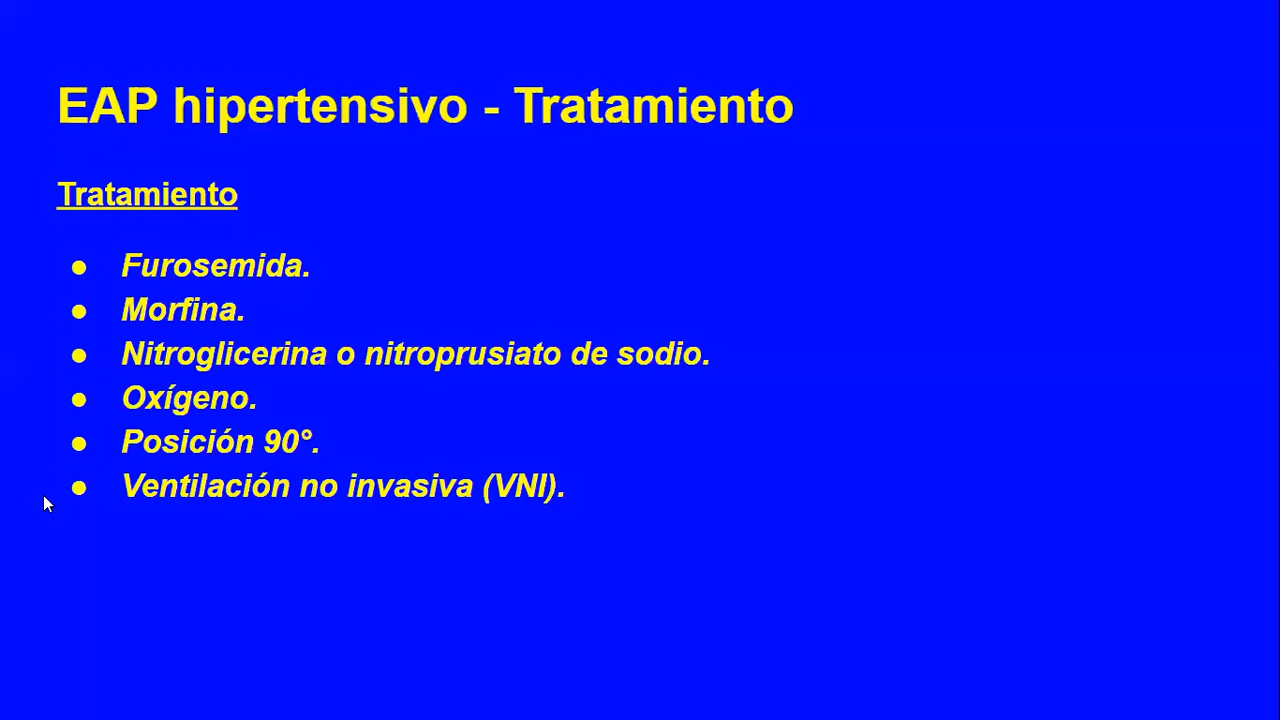 EAP hipertensivo - Tratamiento
Tratamiento
● Furosemida.
● Morfina.
● Nitroglicerina o nitroprusiato de sodio.
● Oxígeno.
● Posición 90°.
● Ventilación no invasiva (VNI).